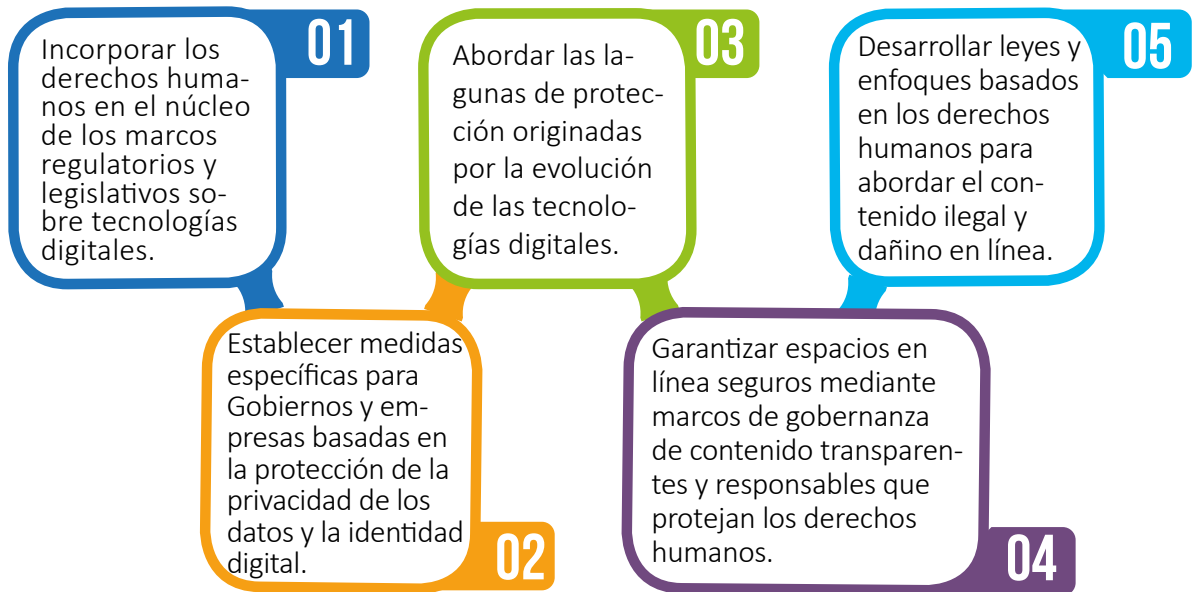 01
Incorporar los
derechos huma-
nos en el núcleo
de los marcos
regulatorios y
legislativos so-
bre tecnologías
digitales.
Establecer medidas
específicas para
Gobiernos y em-
presas basadas en
la protección de la
privacidad de los
datos y la identidad
digital.
02
03
Abordar las la-
gunas de protec-
ción originadas
por la evolución
de las tecnolo-
gías digitales.
Garantizar espacios en
línea seguros mediante
marcos de gobernanza
de contenido transparen-
tes y responsables que
protejan los derechos
humanos.
04
05
Desarrollar leyes y
enfoques basados
en los derechos
humanos para
abordar el con-
tenido ilegal y
dañino en línea.